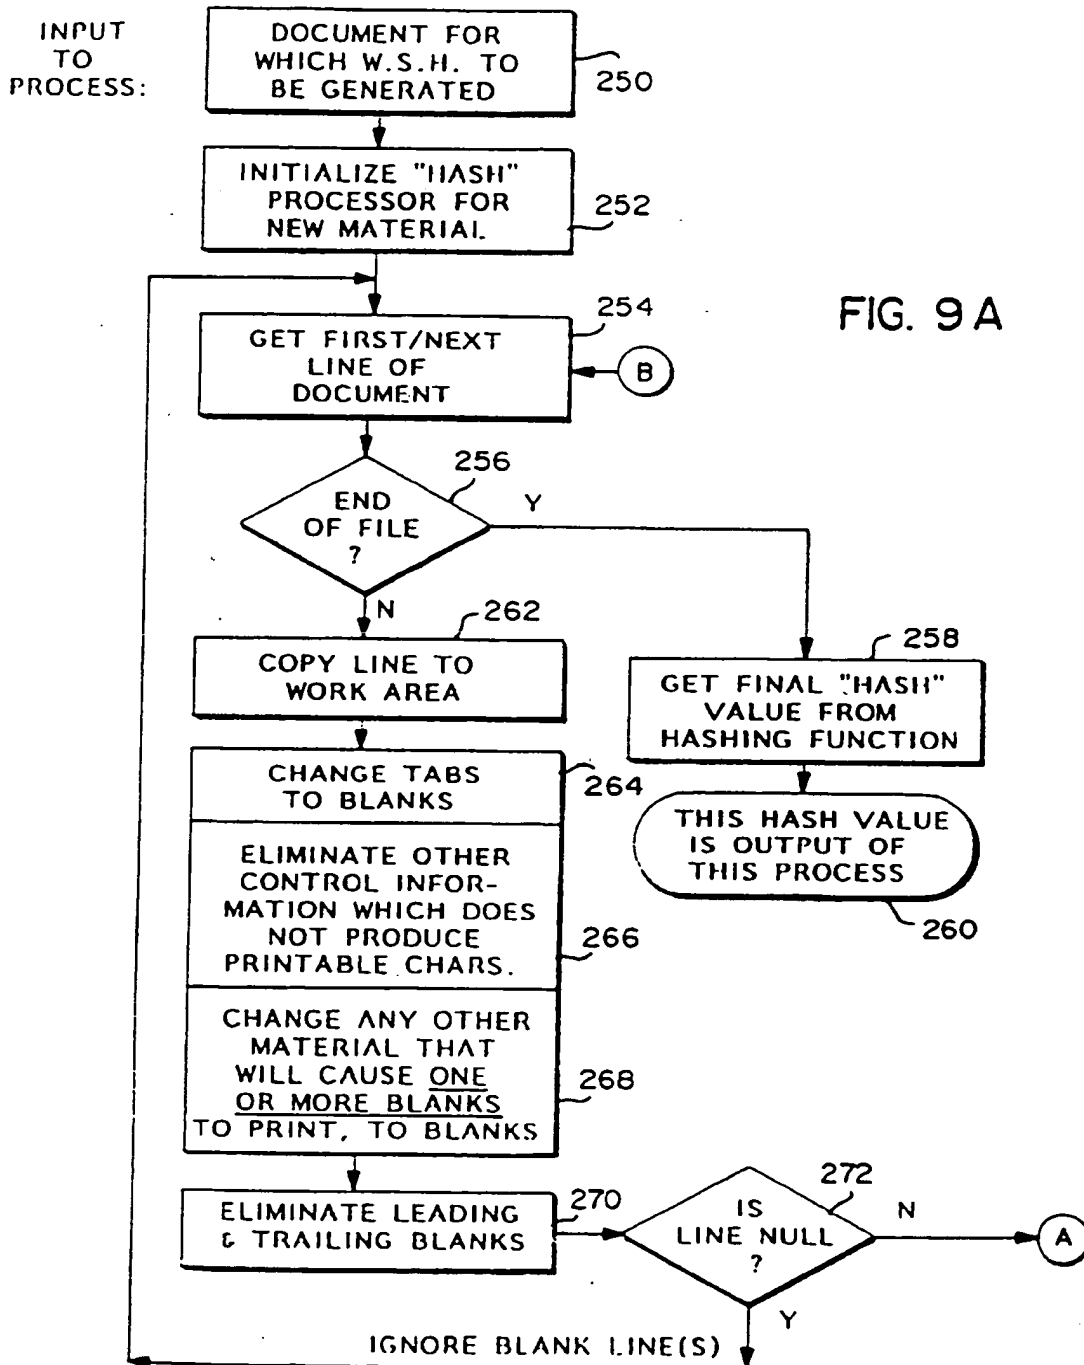 INPUT
TO
PROCESS:
DOCUMENT FOR
WHICH W.S.H. TO
BE GENERATED
250
INITIALIZE "HASH"
PROCESSOR FOR
NEW MATERIAL.
252
FIG. 9A
254
GET FIRST/NEXT
LINE OF
DOCUMENT
B
256
END
OF FILE
?
Y
N
262
COPY LINE TO
WORK AREA
258
GET FINAL "HASH"
VALUE FROM
HASHING FUNCTION
CHANGE TABS
TO BLANKS
264
THIS HASH VALUE
IS OUTPUT OF
THIS PROCESS
260
ELIMINATE OTHER
CONTROL INFOR-
MATION WHICH DOES
NOT PRODUCE
PRINTABLE CHARS.
266
CHANGE ANY OTHER
MATERIAL THAT
WILL CAUSE ONE
OR MORE BLANKS
TO PRINT, TO BLANKS
268
ELIMINATE LEADING
& TRAILING BLANKS
270
272
IS
LINE NULL
?
N
A
Y
IGNORE BLANK LINE(S)